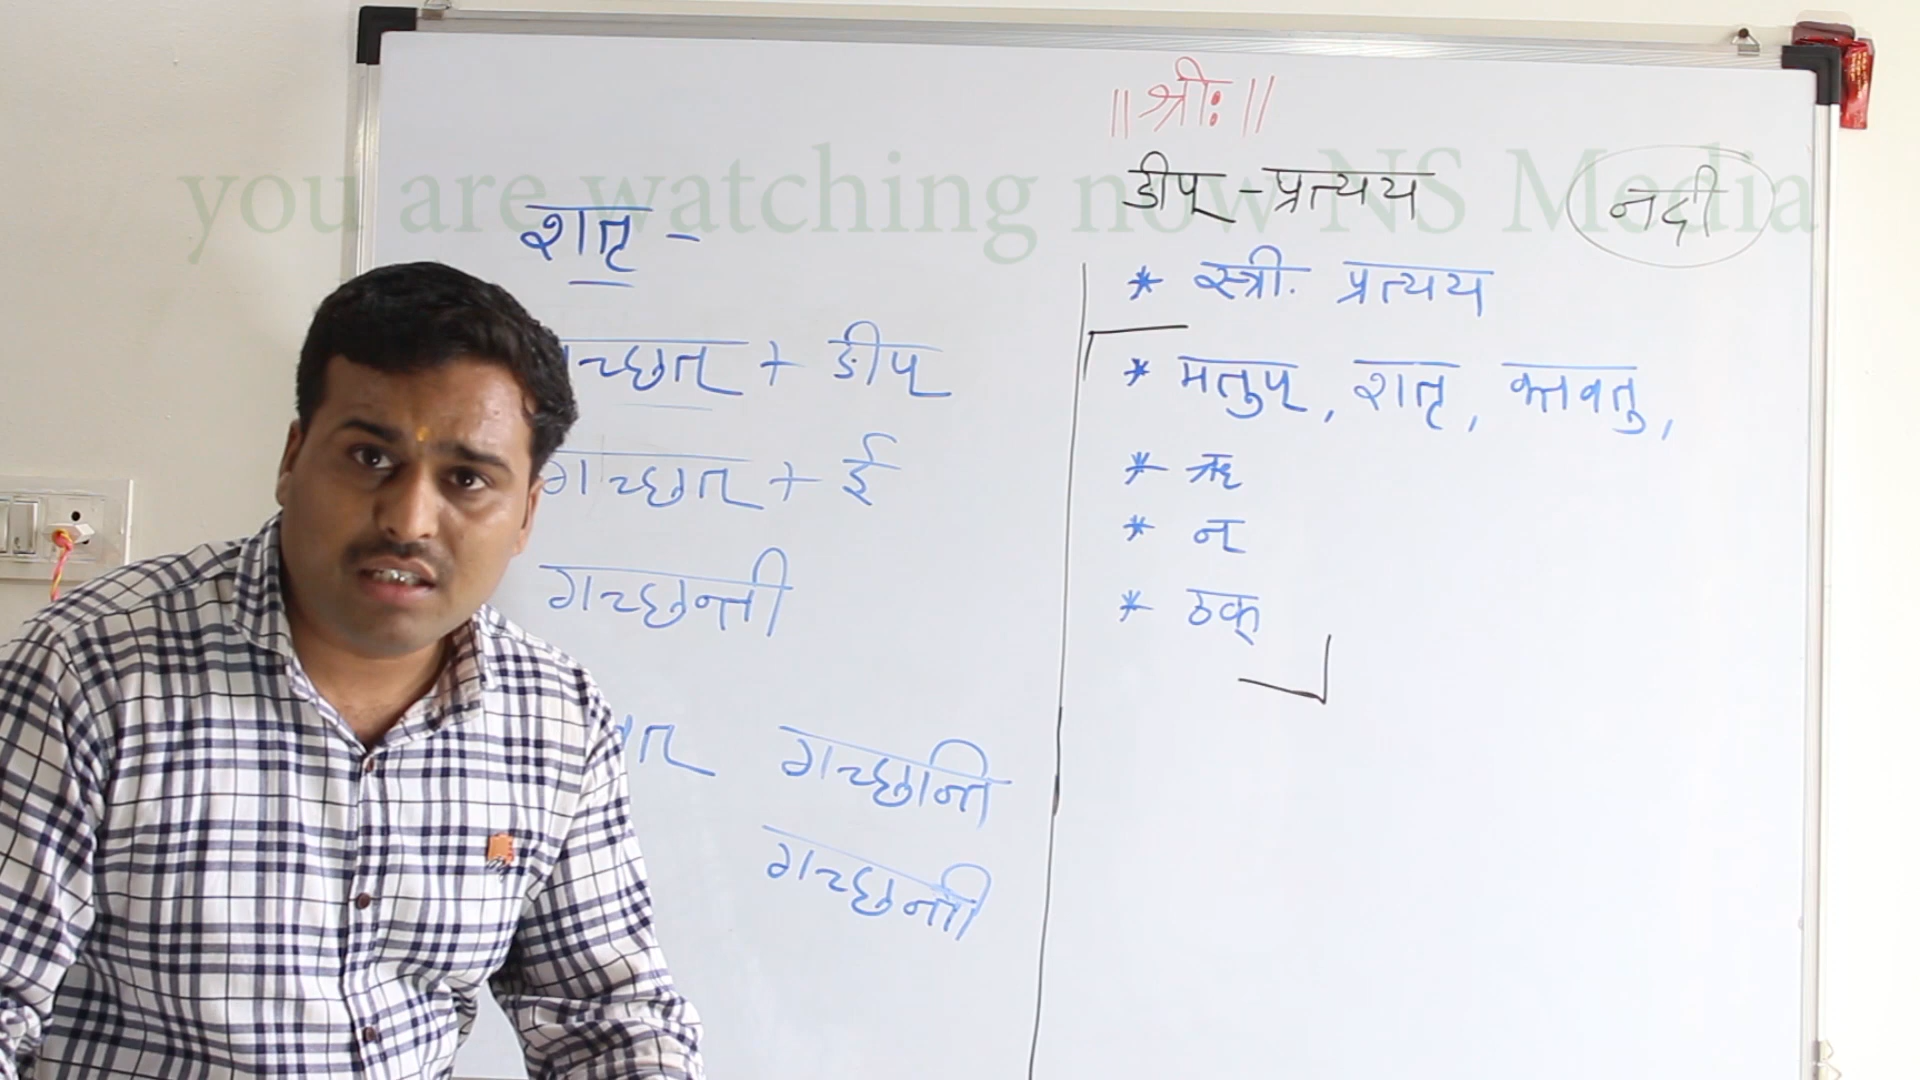 ॥ श्रीः ॥
you are watching now NS Media
ङीप् - प्रत्यय
नदी
* स्त्री. प्रत्यय
* मतुप् , शतृ , क्तवतु ,
* ऋ
* न्
* ठक्
शतृ -
च्छत् + ङीप्
गच्छत् + ई
गच्छन्ती
गच्छन्ति
गच्छन्ती